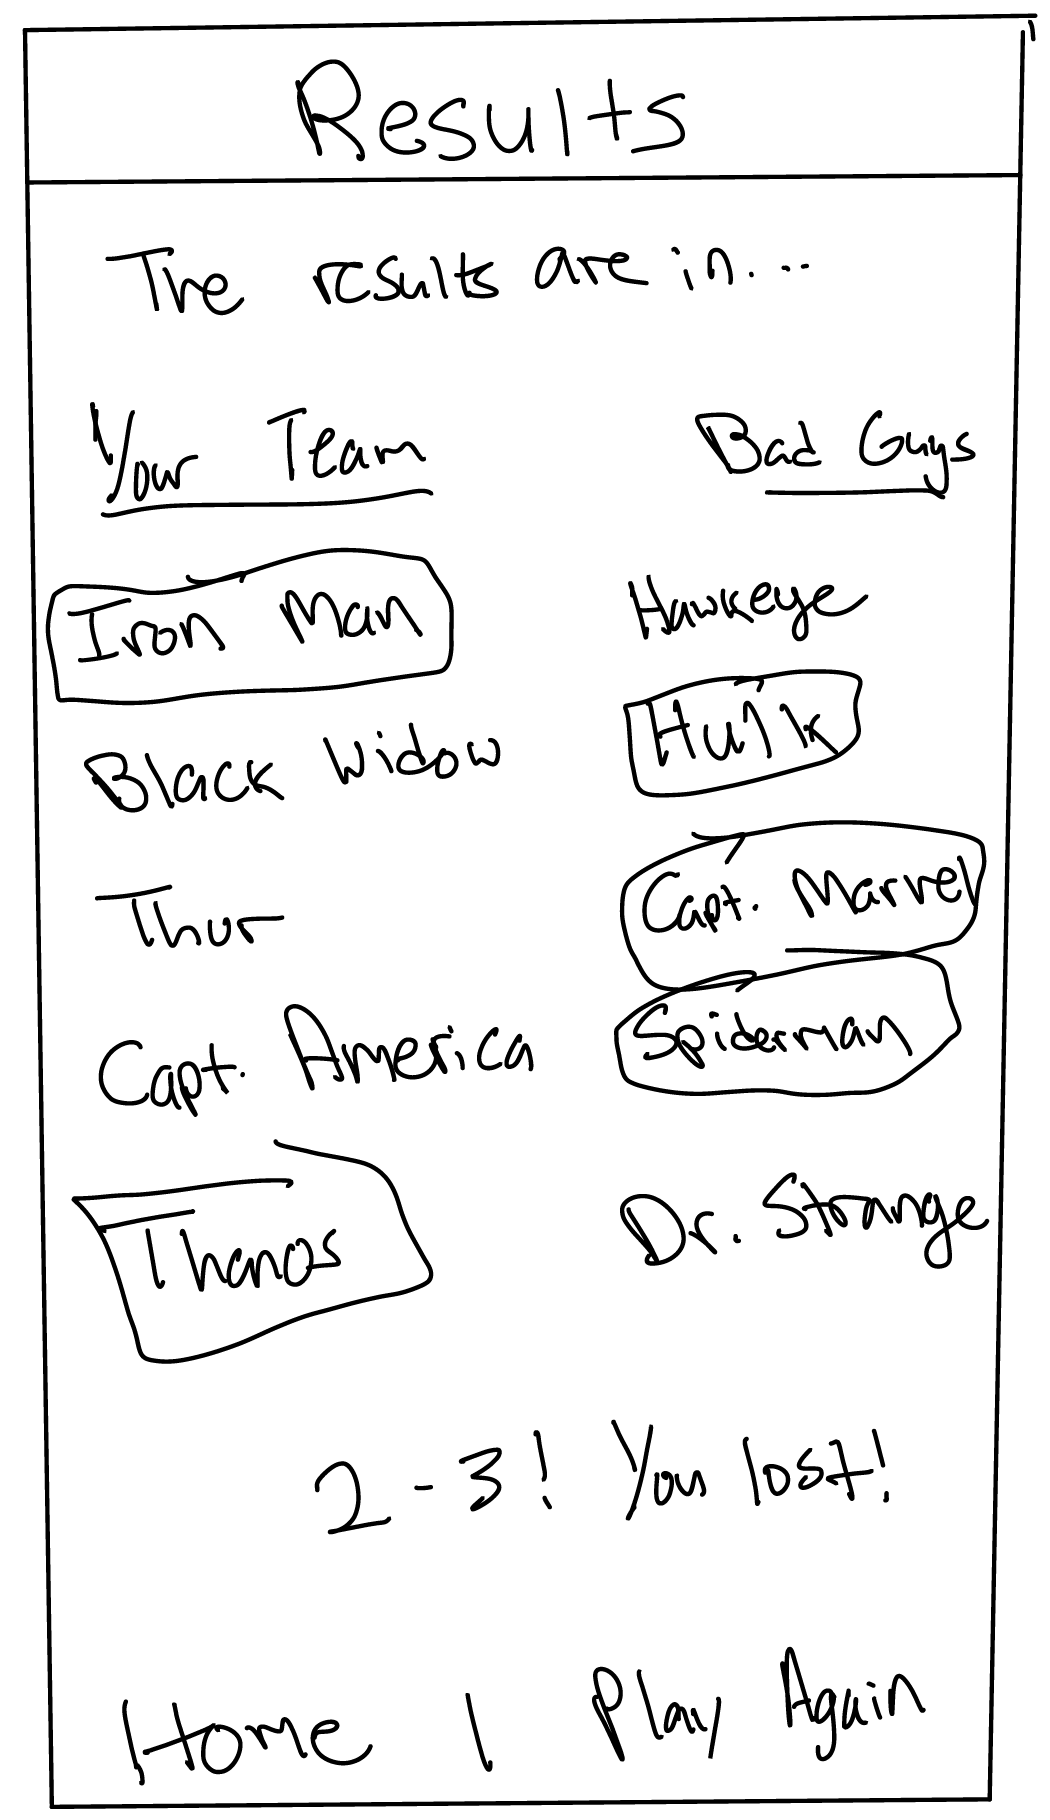 Results
The results are in....
Your Team
Bad Guys
Iron Man
Hawkeye
Black Widow
Hulk
Thur
Capt. Marvel
Capt. America
Spiderman
Thanos
Dr. Strange
2-3! You lost!
Home | Play Again